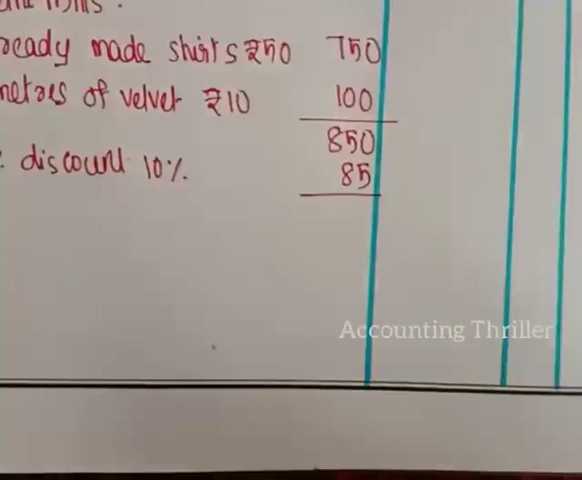 ready made shirts ₹50 750
metres of velvet ₹10 100
850
: discount 10% 85
Accounting Thriller